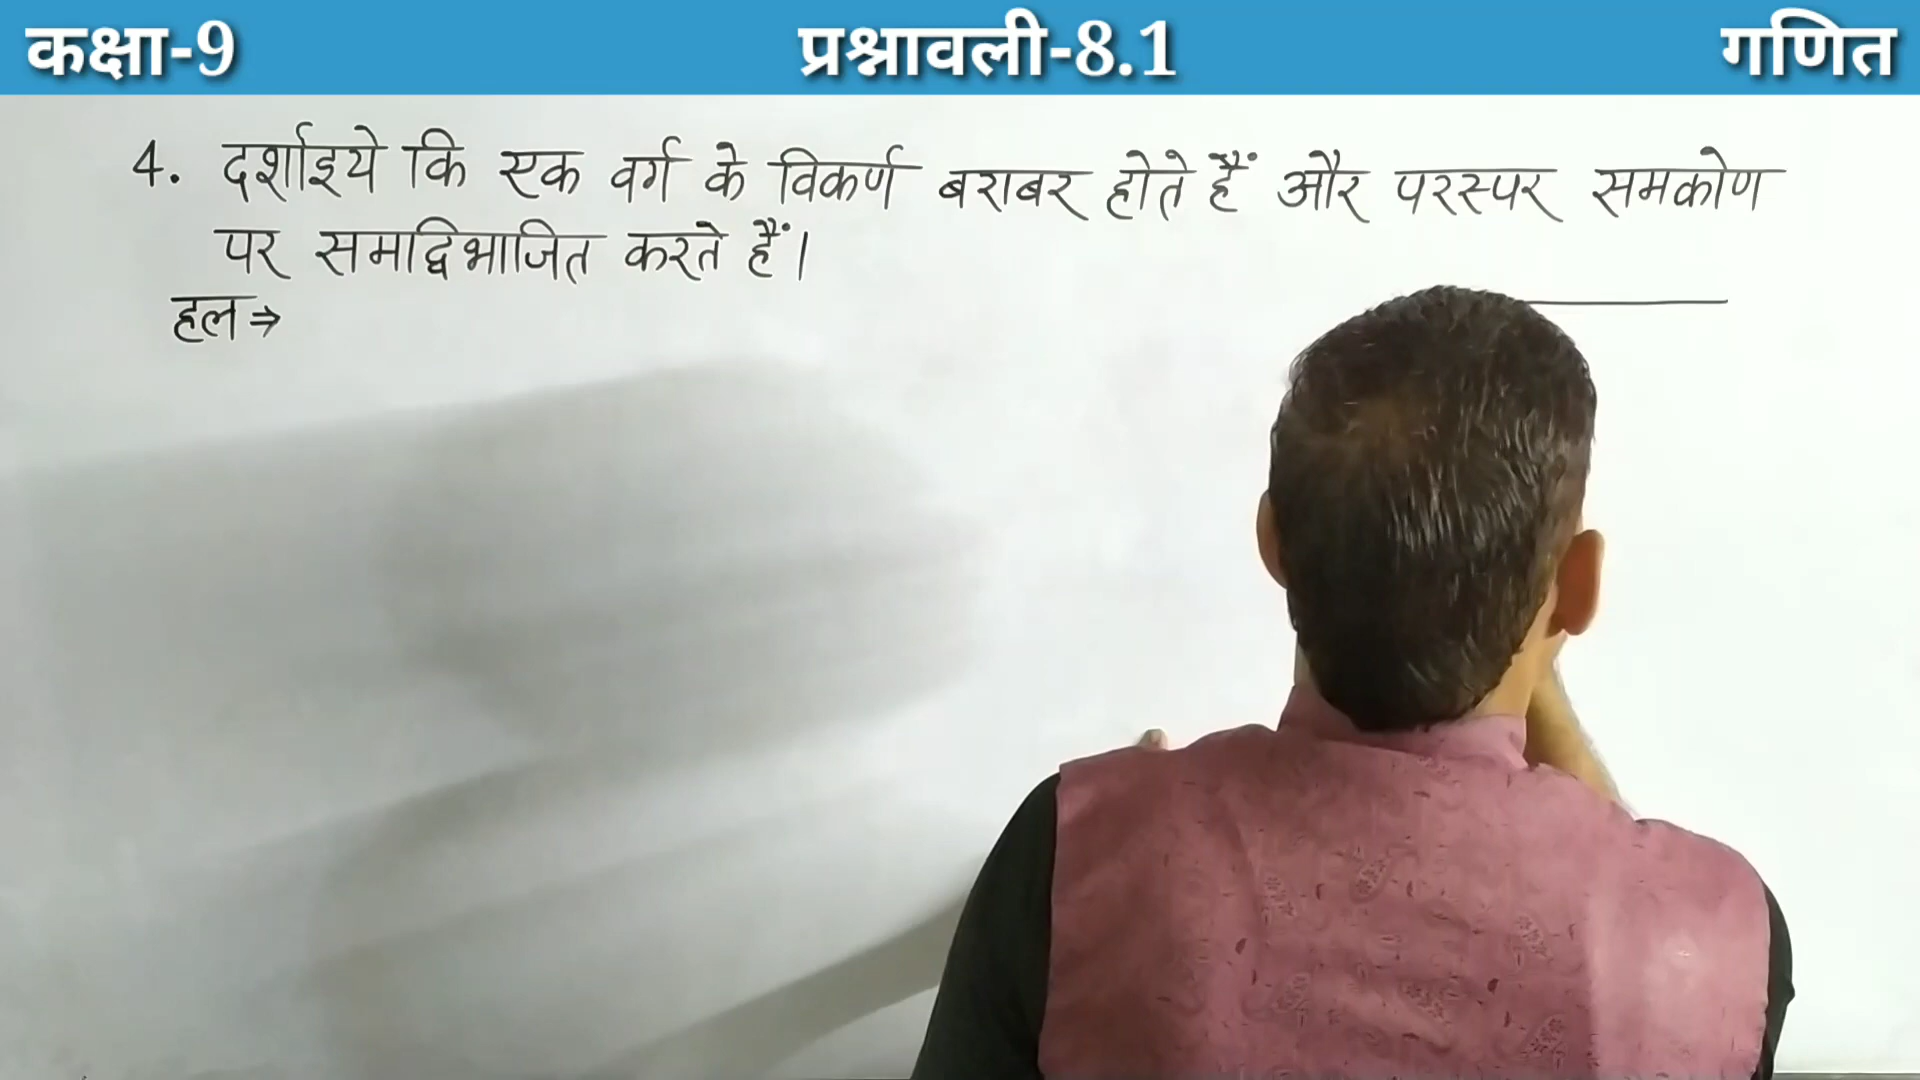 कक्षा-9 प्रश्नावली-8.1 गणित
4. दर्शाइये कि एक वर्ग के विकर्ण बराबर होते हैं और परस्पर समकोण
पर समद्विभाजित करते हैं।
हल⇒